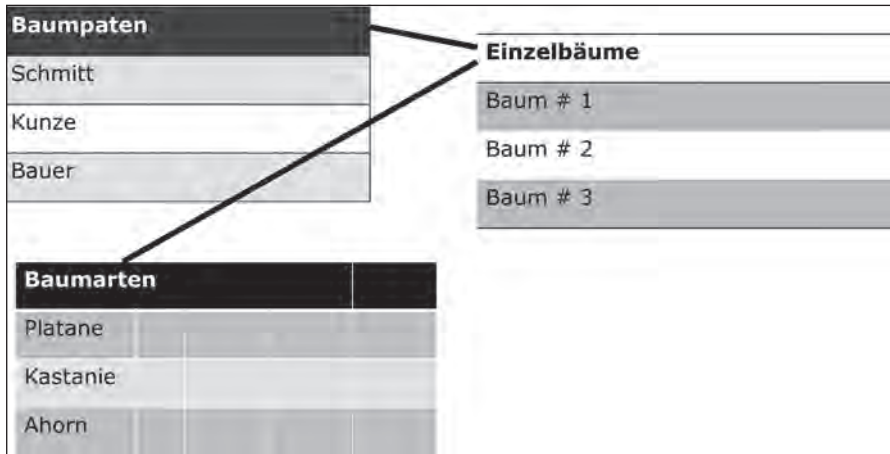 Baumpaten
Schmitt
Kunze
Bauer
Einzelbäume
Baum # 1
Baum # 2
Baum # 3
Baumarten
Platane
Kastanie
Ahorn